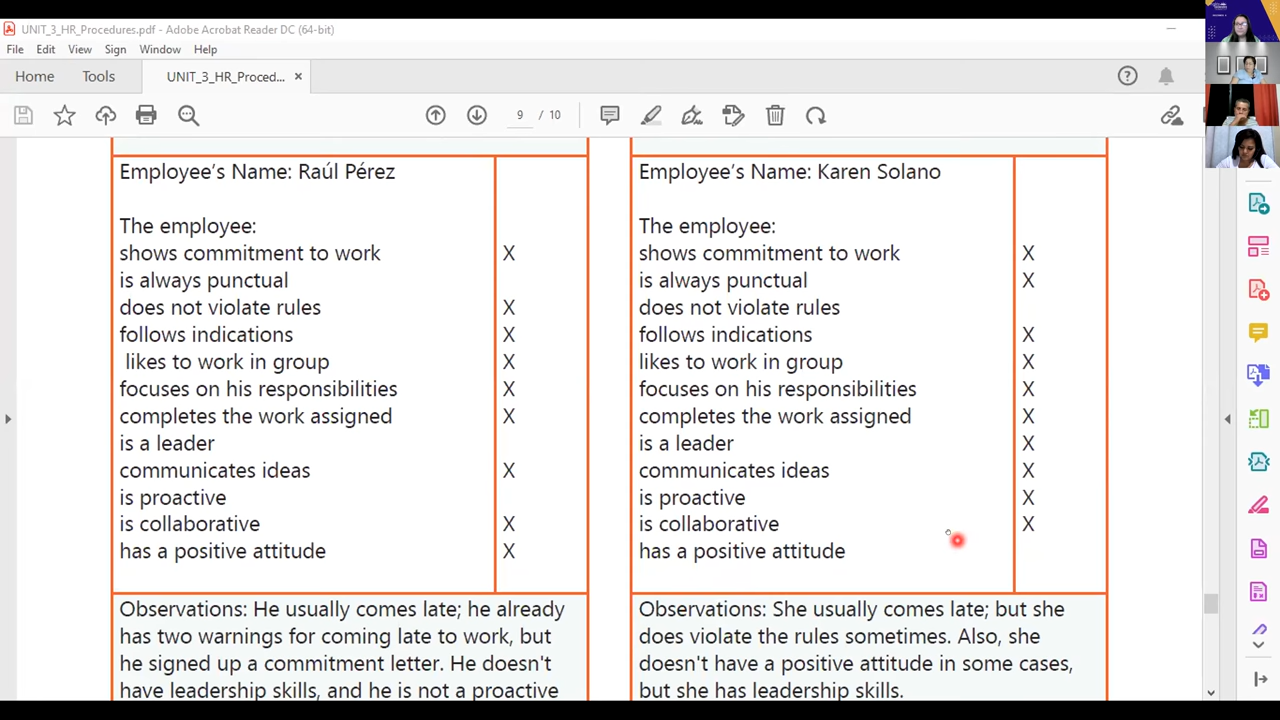 UNIT_3_HR_Procedures.pdf - Adobe Acrobat Reader DC (64-bit)
File Edit View Sign Window Help
Home Tools UNIT_3_HR_Proced... ×
9 / 10
Employee's Name: Raúl Pérez
The employee:
shows commitment to work X
is always punctual
does not violate rules X
follows indications X
likes to work in group X
focuses on his responsibilities X
completes the work assigned X
is a leader
communicates ideas X
is proactive
is collaborative X
has a positive attitude X
Observations: He usually comes late; he already
has two warnings for coming late to work, but
he signed up a commitment letter. He doesn't
have leadership skills, and he is not a proactive
Employee's Name: Karen Solano
The employee:
shows commitment to work X
is always punctual X
does not violate rules
follows indications X
likes to work in group X
focuses on his responsibilities X
completes the work assigned X
is a leader X
communicates ideas X
is proactive X
is collaborative X
has a positive attitude
Observations: She usually comes late; but she
does violate the rules sometimes. Also, she
doesn't have a positive attitude in some cases,
but she has leadership skills.